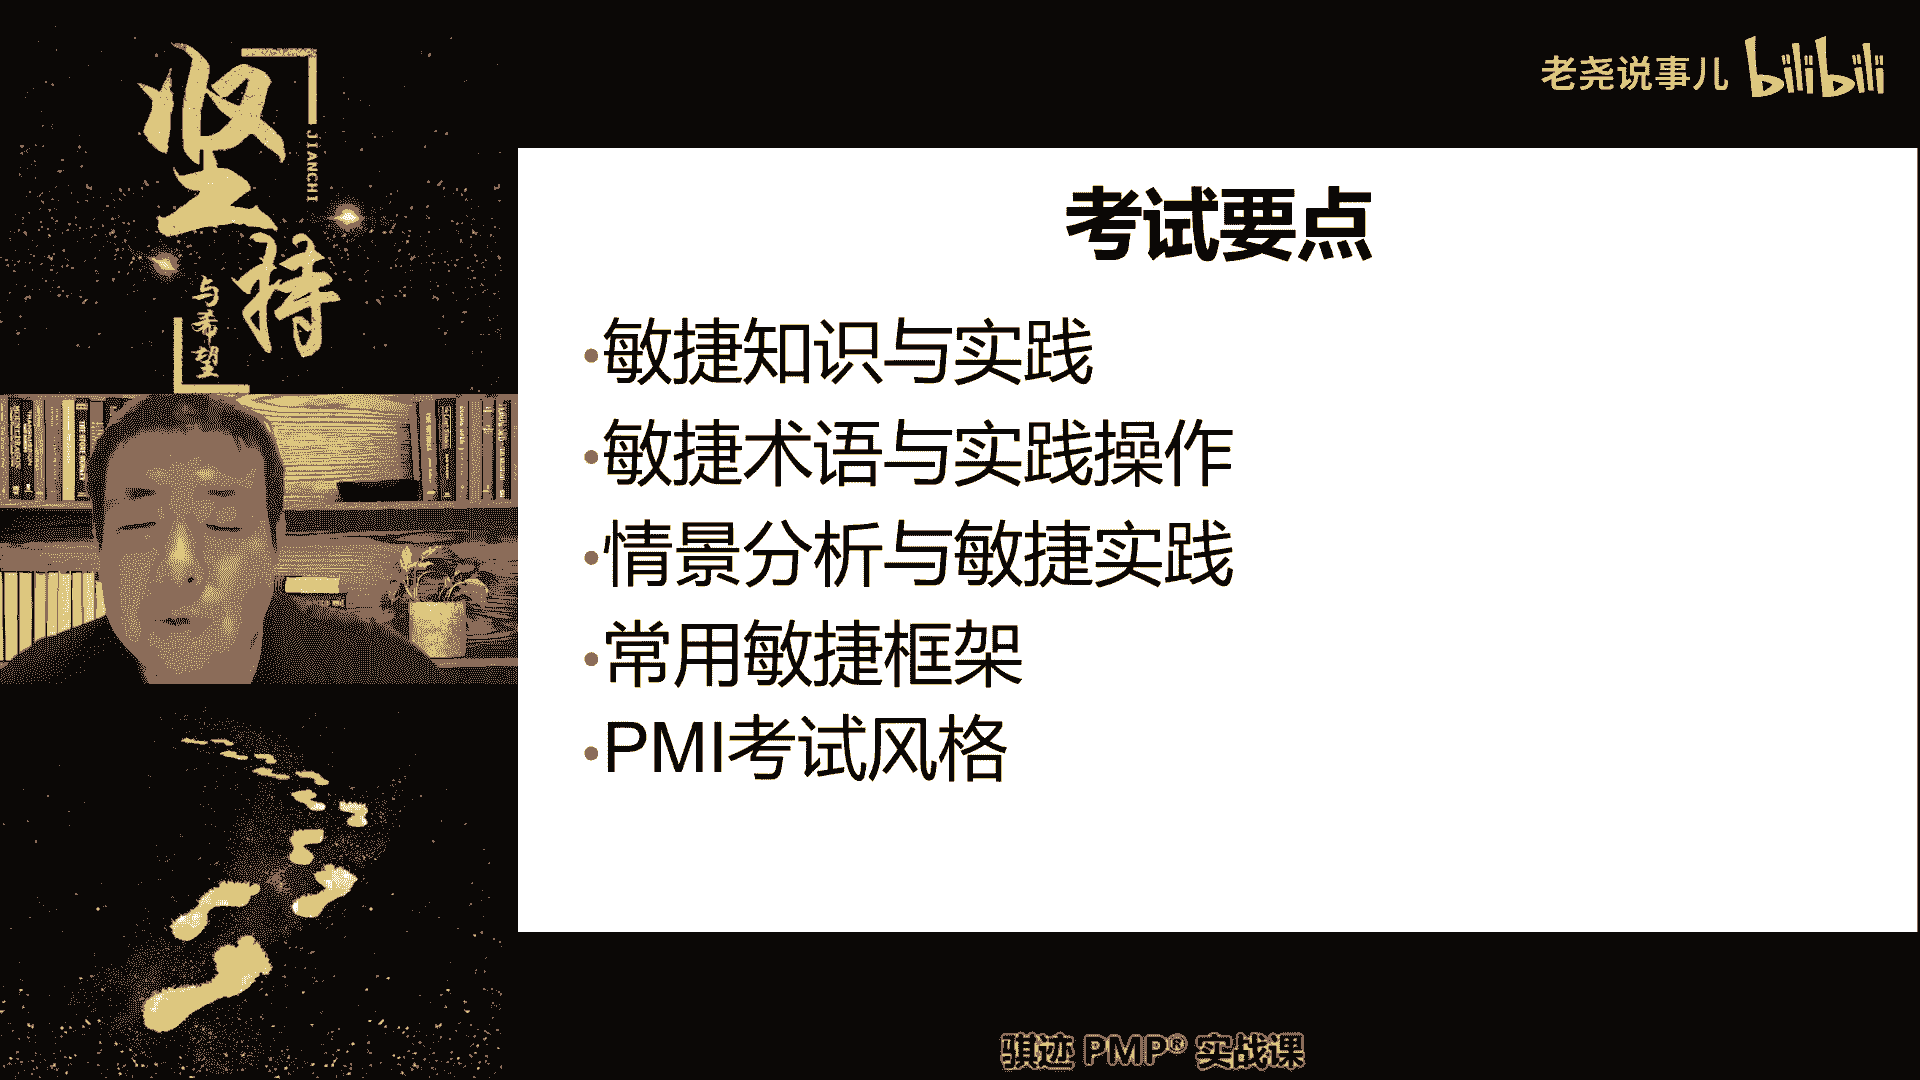 坚持
JIANCHI
与希望
老尧说事儿 bilibili
考试要点
•敏捷知识与实践
•敏捷术语与实践操作
•情景分析与敏捷实践
•常用敏捷框架
•PMI考试风格
骐迹 PMP® 实战课